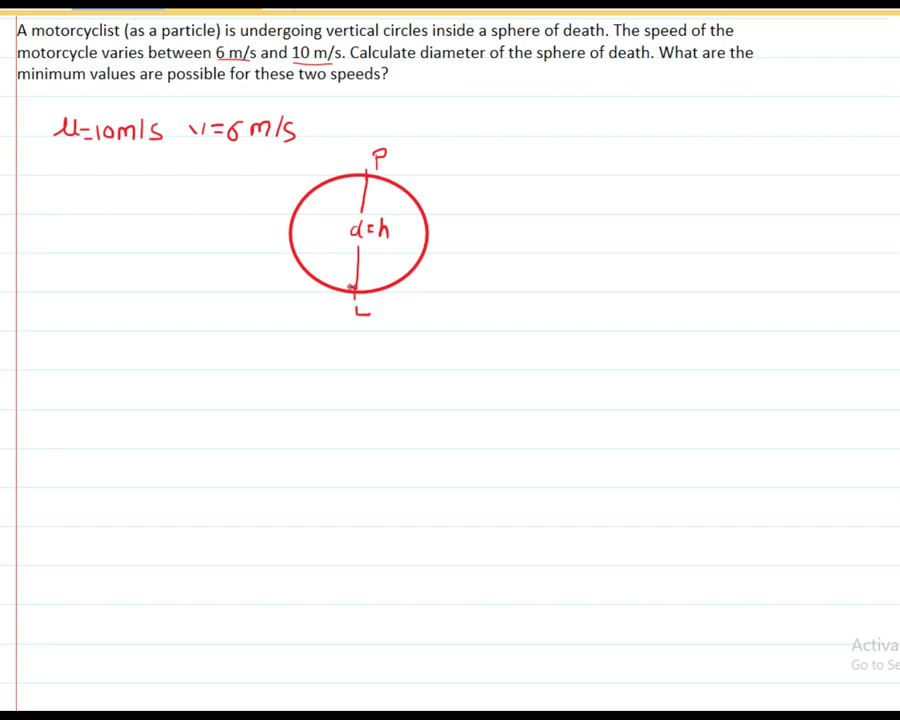 A motorcyclist (as a particle) is undergoing vertical circles inside a sphere of death. The speed of the
motorcycle varies between 6 m/s and 10 m/s. Calculate diameter of the sphere of death. What are the
minimum values are possible for these two speeds?
u=10m/s v=6m/s
P
d=h
L
Activa
Go to Se